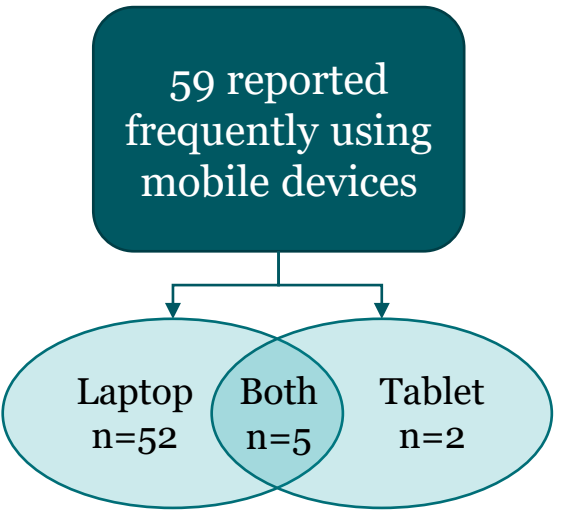 59 reported
frequently using
mobile devices
Laptop
n=52
Both
n=5
Tablet
n=2